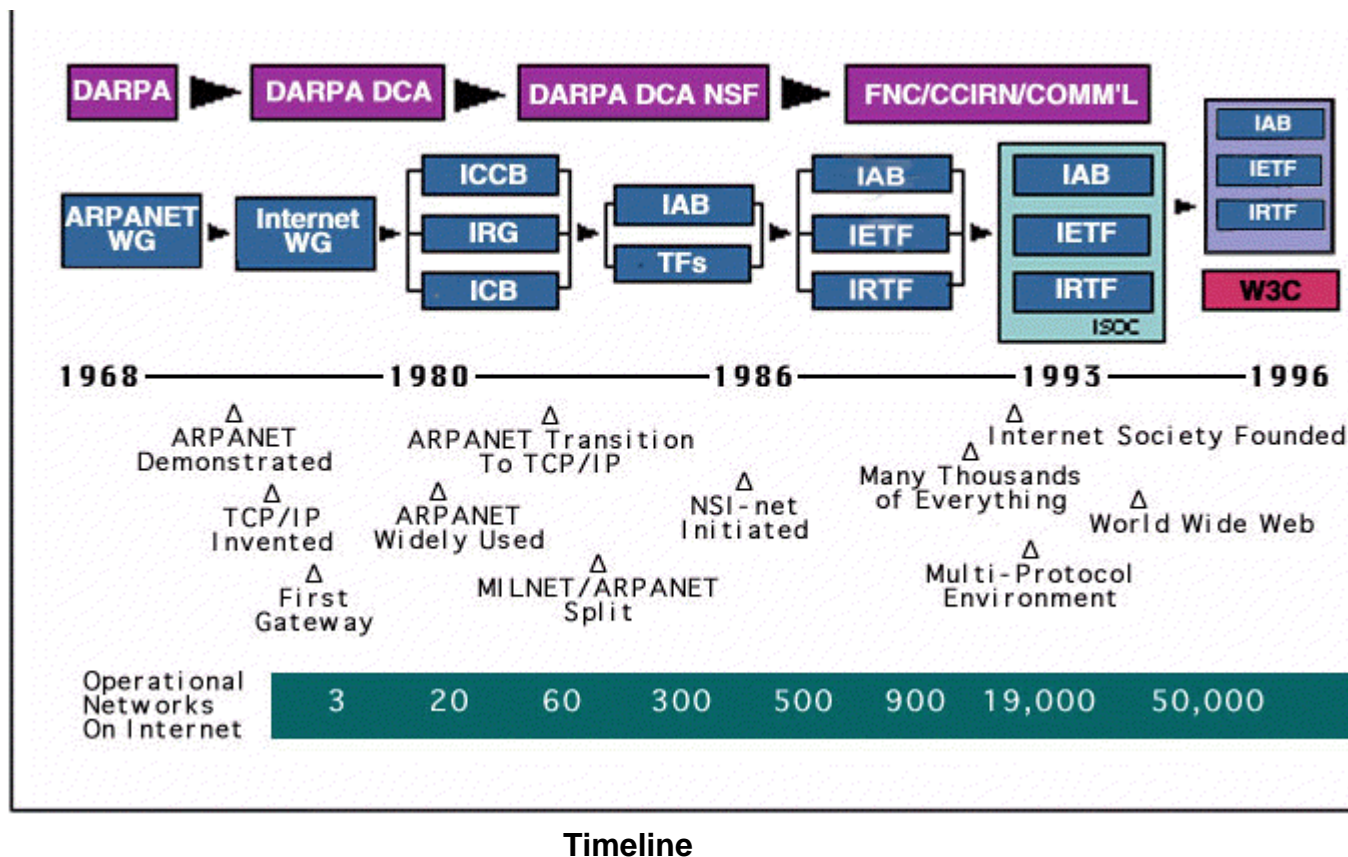 DARPA
DARPA DCA
DARPA DCA NSF
FNC/CCIRN/COMM'L
ARPANET
WG
Internet
WG
ICCB
IRG
ICB
IAB
TFs
IAB
IETF
IRTF
IAB
IETF
IRTF
ISOC
IAB
IETF
IRTF
W3C
1968
1980
1986
1993
1996
ARPANET
Demonstrated
TCP/IP
Invented
First
Gateway
ARPANET Transition
To TCP/IP
ARPANET
Widely Used
MILNET/ARPANET
Split
NSI-net
Initiated
Internet Society Founded
Many Thousands
of Everything
World Wide Web
Multi-Protocol
Environment
Operational
Networks
On Internet
3 20 60 300 500 900 19,000 50,000
Timeline